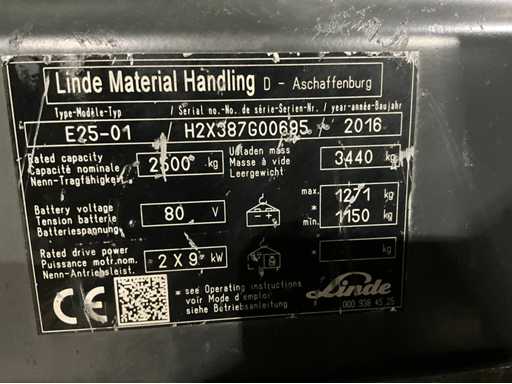 Linde Material Handling D - Aschaffenburg
Type-Modèle-Typ / Serial no.-No. de série-Serien-Nr. / year-année-Baujahr
E25-01 H2X387G00695 2016
Rated capacity
Capacité nominale
Nenn-Tragfähigkeit
2500 kg
Unladen mass
Masse à vide
Leergewicht
3440 kg
Battery voltage
Tension batterie
Batteriespannung
80 V
- +
max. 1271 kg
*
min. 1150 kg
Rated drive power
Puissance motr.nom.
Nenn-Antriebsleist.
2 X 9 kW
* kg
CE
* see Operating instructions
voir Mode d'emploi
siehe Betriebsanleitung
Linde
000 938 45 25